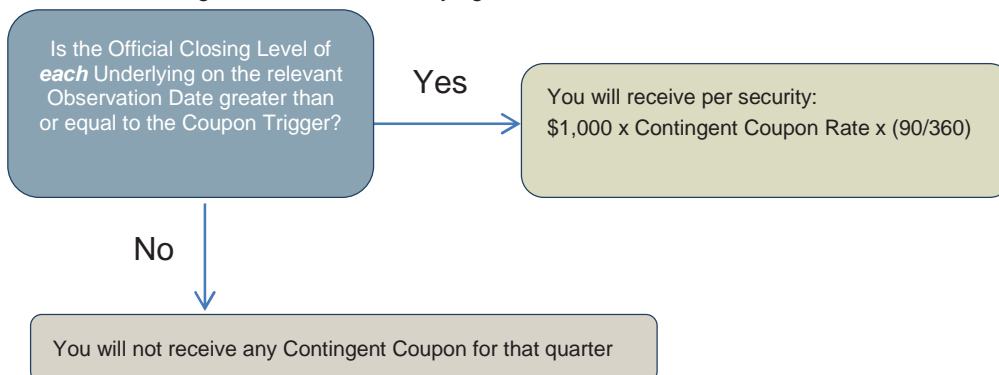 Is the Official Closing Level of
each Underlying on the relevant
Observation Date greater than
or equal to the Coupon Trigger?
Yes
You will receive per security:
$1,000 x Contingent Coupon Rate x (90/360)
No
You will not receive any Contingent Coupon for that quarter